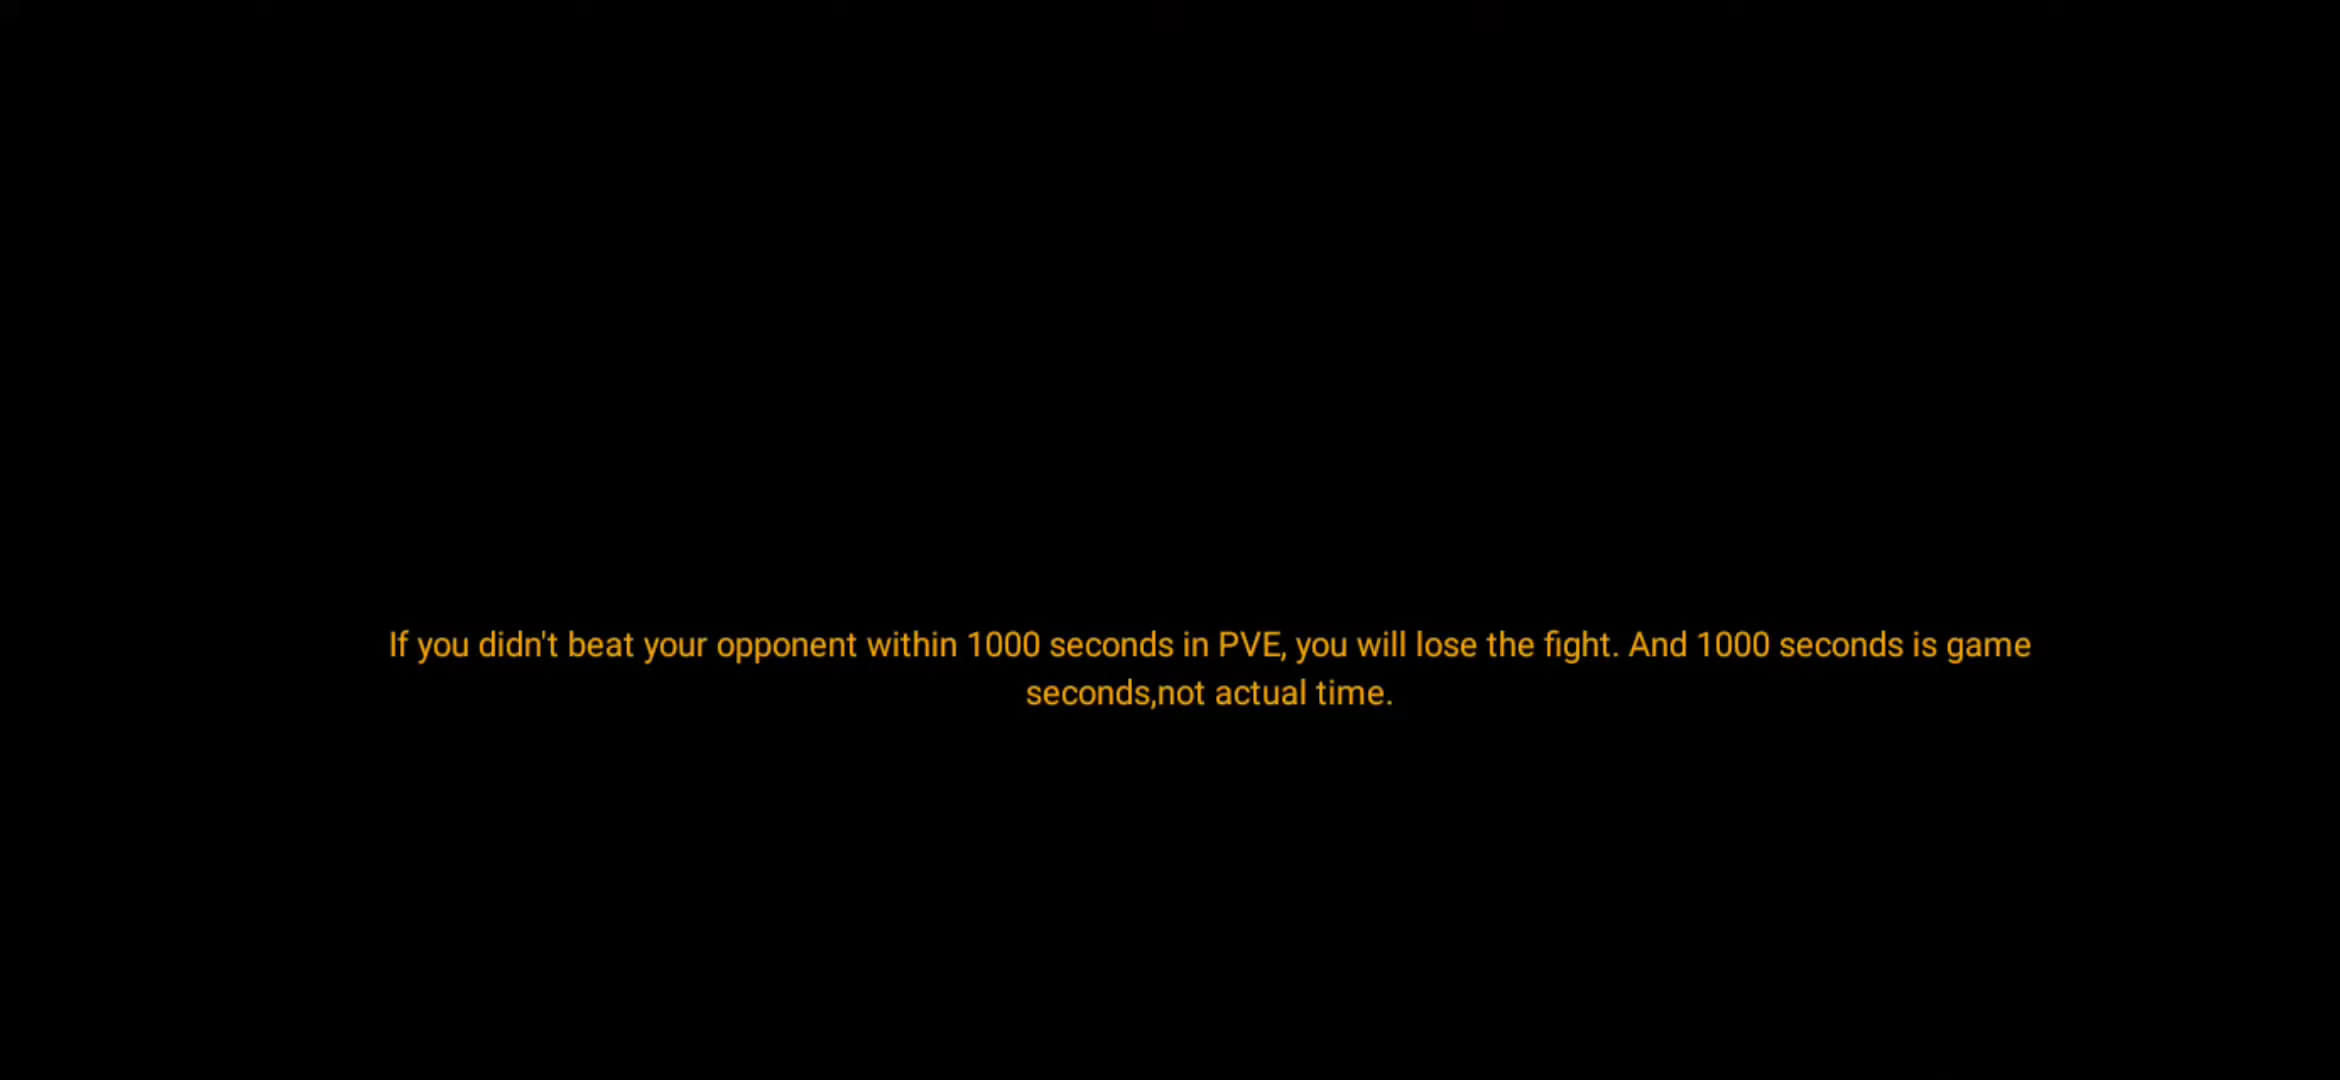 If you didn't beat your opponent within 1000 seconds in PVE, you will lose the fight. And 1000 seconds is game
seconds,not actual time.